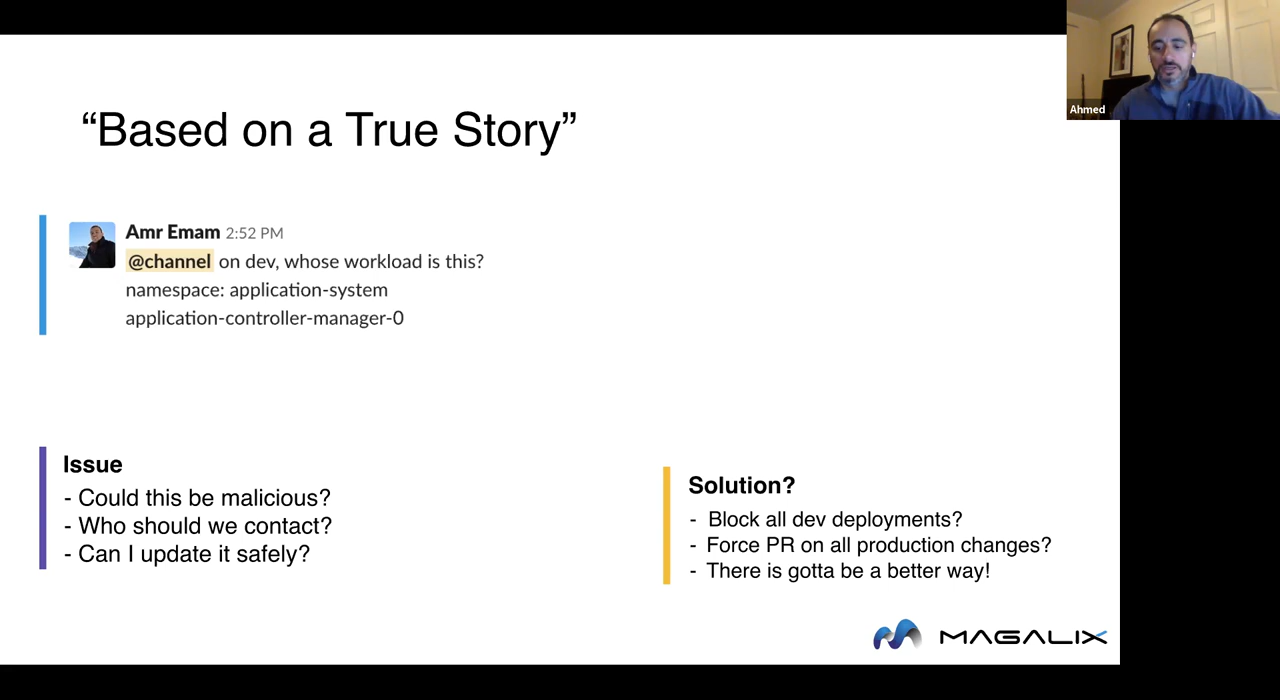 “Based on a True Story”
Ahmed
Amr Emam 2:52 PM
@channel on dev, whose workload is this?
namespace: application-system
application-controller-manager-0
Issue
- Could this be malicious?
- Who should we contact?
- Can I update it safely?
Solution?
- Block all dev deployments?
- Force PR on all production changes?
- There is gotta be a better way!
MAGALIX